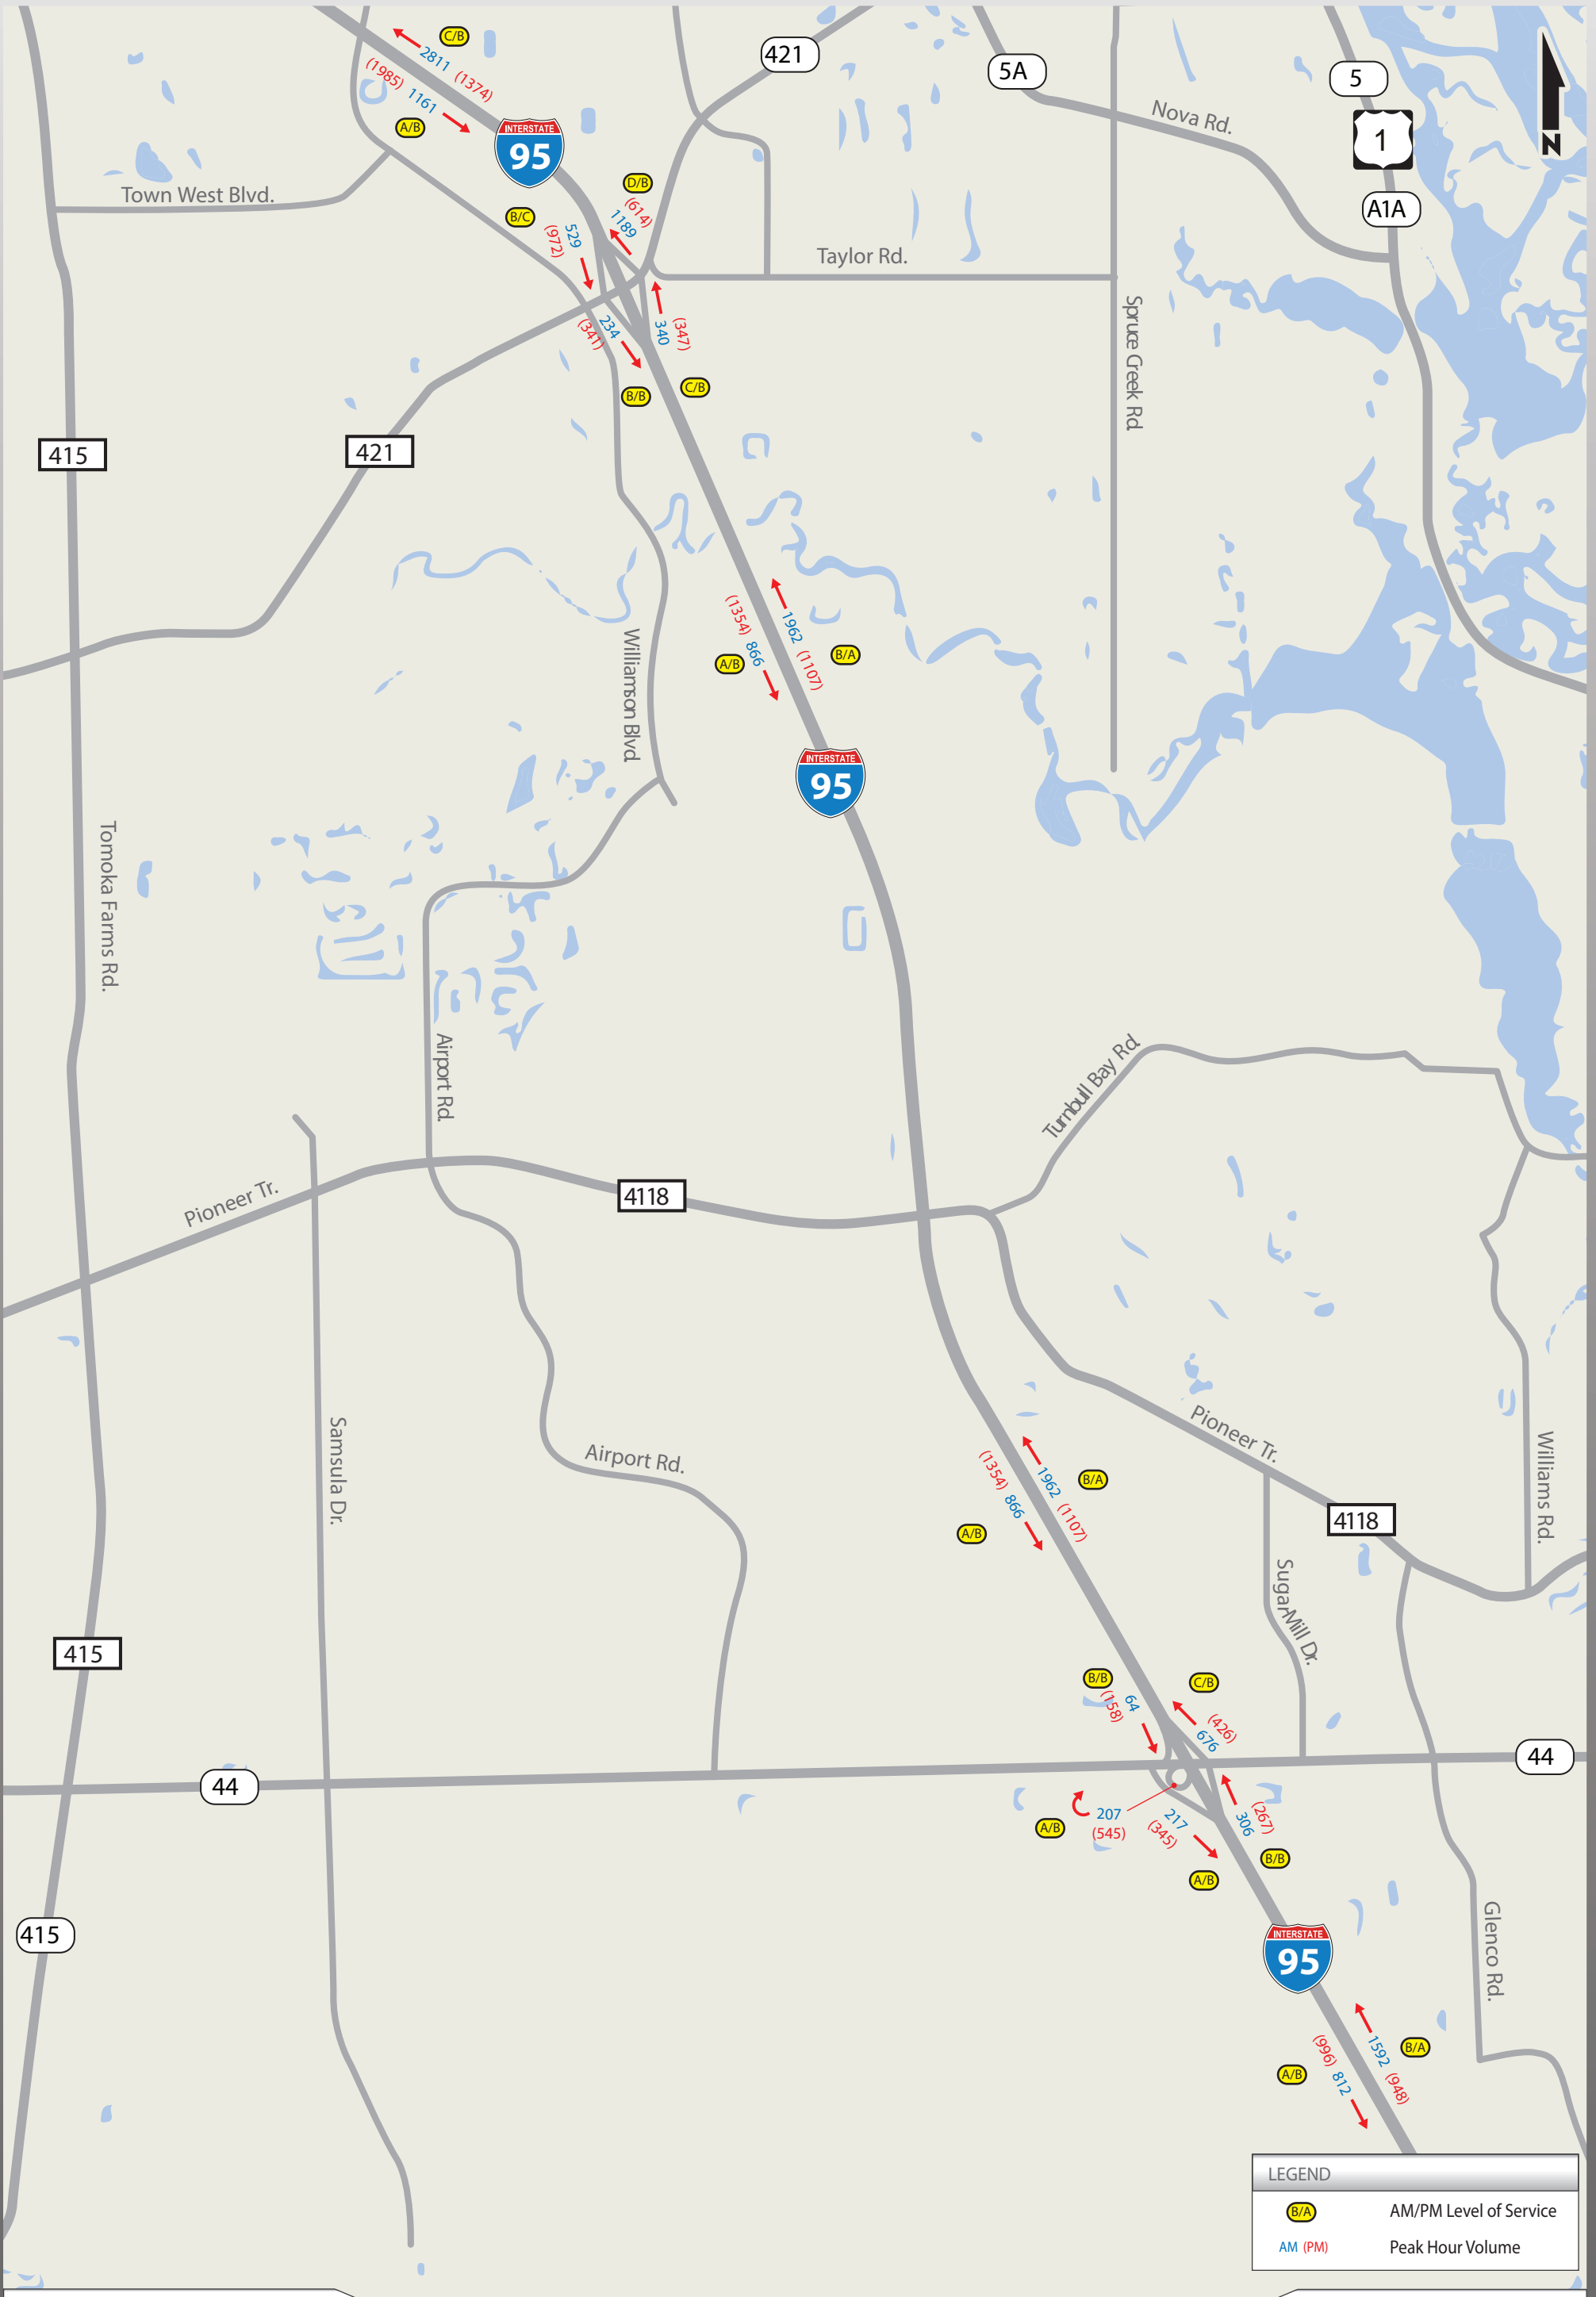 C/B
2811 (1374)
(1985) 1161
A/B
INTERSTATE
95
421
5A
5
1
A1A
N
Nova Rd.
Town West Blvd.
D/B
(614)
1189
B/C
529
(972)
Taylor Rd.
234
(341)
340
(347)
B/B
C/B
Spruce Creek Rd.
415
421
1962 (1107)
(1354) 866
A/B
B/A
Williamson Blvd.
INTERSTATE
95
Tomoka Farms Rd.
Airport Rd.
Turnbull Bay Rd.
Pioneer Tr.
4118
Samsula Dr.
Airport Rd.
Pioneer Tr.
1962 (1107)
(1354) 866
B/A
A/B
4118
Williams Rd.
Sugar Mill Dr.
415
B/B
64
(158)
C/B
(426)
676
44
44
207
(545)
A/B
217
(345)
A/B
306
(267)
B/B
415
INTERSTATE
95
Glenco Rd.
1592 (948)
(996) 812
B/A
A/B
LEGEND
B/A AM/PM Level of Service
AM (PM) Peak Hour Volume